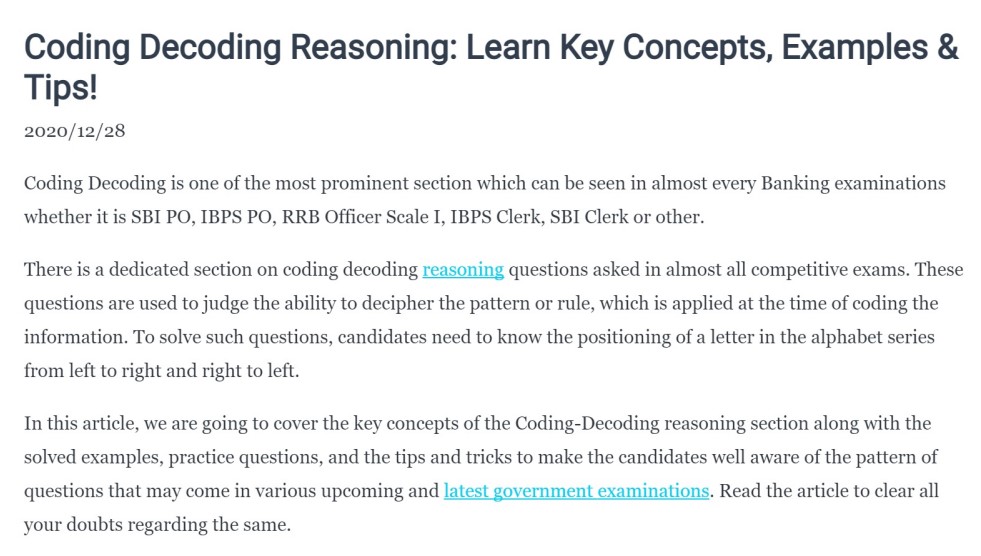 Coding Decoding Reasoning: Learn Key Concepts, Examples &
Tips!
2020/12/28
Coding Decoding is one of the most prominent section which can be seen in almost every Banking examinations
whether it is SBI PO, IBPS PO, RRB Officer Scale I, IBPS Clerk, SBI Clerk or other.
There is a dedicated section on coding decoding reasoning questions asked in almost all competitive exams. These
questions are used to judge the ability to decipher the pattern or rule, which is applied at the time of coding the
information. To solve such questions, candidates need to know the positioning of a letter in the alphabet series
from left to right and right to left.
In this article, we are going to cover the key concepts of the Coding-Decoding reasoning section along with the
solved examples, practice questions, and the tips and tricks to make the candidates well aware of the pattern of
questions that may come in various upcoming and latest government examinations. Read the article to clear all
your doubts regarding the same.